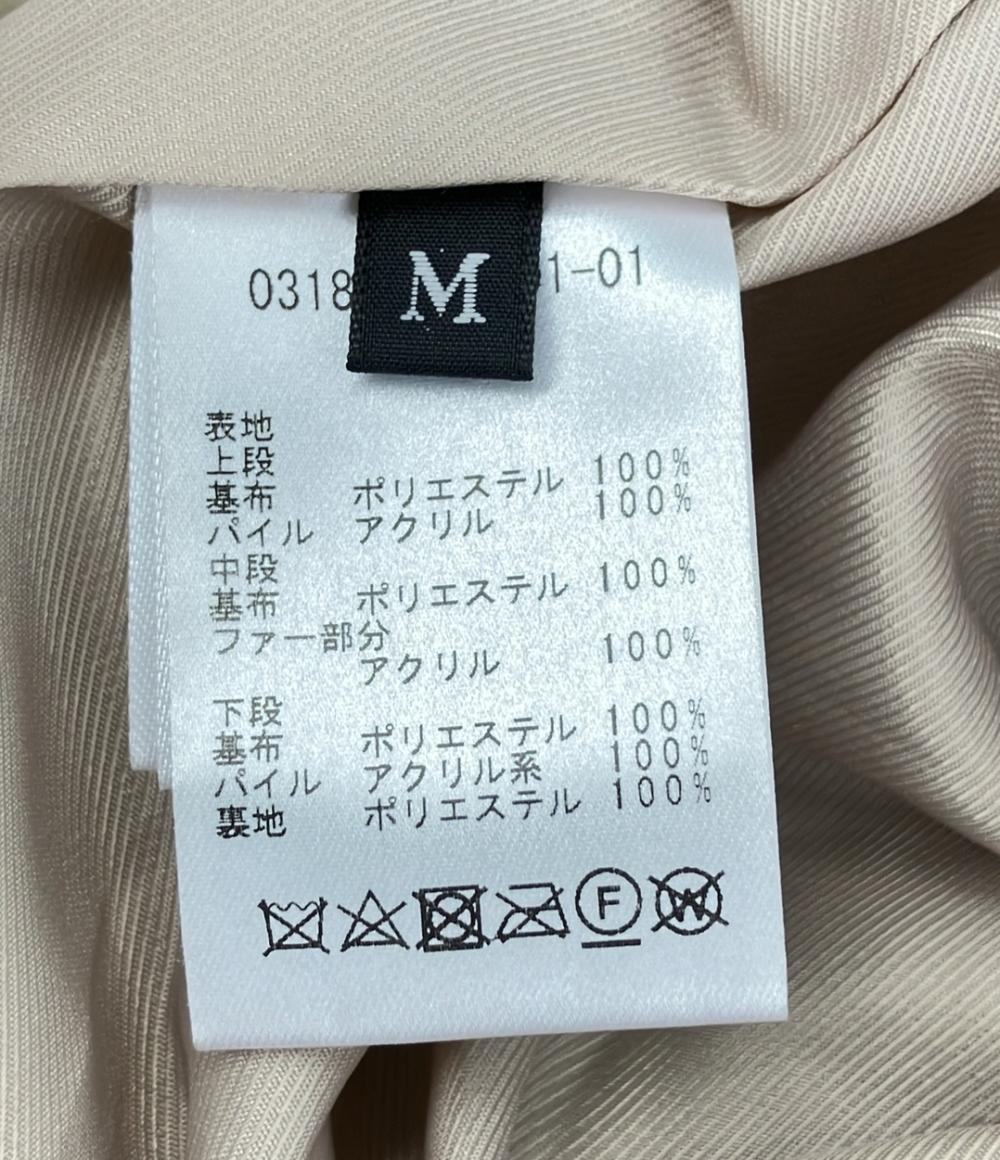 0318 M 1-01
表地
上段
基布 ポリエステル 100%
パイル アクリル 100%
中段
基布 ポリエステル 100%
ファー部分
アクリル 100%
下段
基布 ポリエステル 100%
パイル アクリル系 100%
裏地 ポリエステル 100%
F W